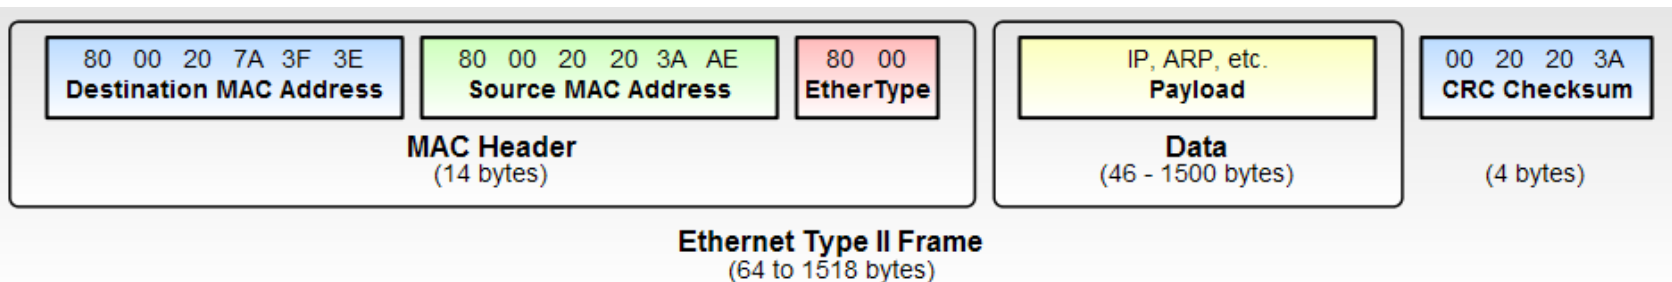 80 00 20 7A 3F 3E
Destination MAC Address
80 00 20 20 3A AE
Source MAC Address
80 00
EtherType
IP, ARP, etc.
Payload
00 20 20 3A
CRC Checksum
MAC Header
(14 bytes)
Data
(46 - 1500 bytes)
(4 bytes)
Ethernet Type II Frame
(64 to 1518 bytes)